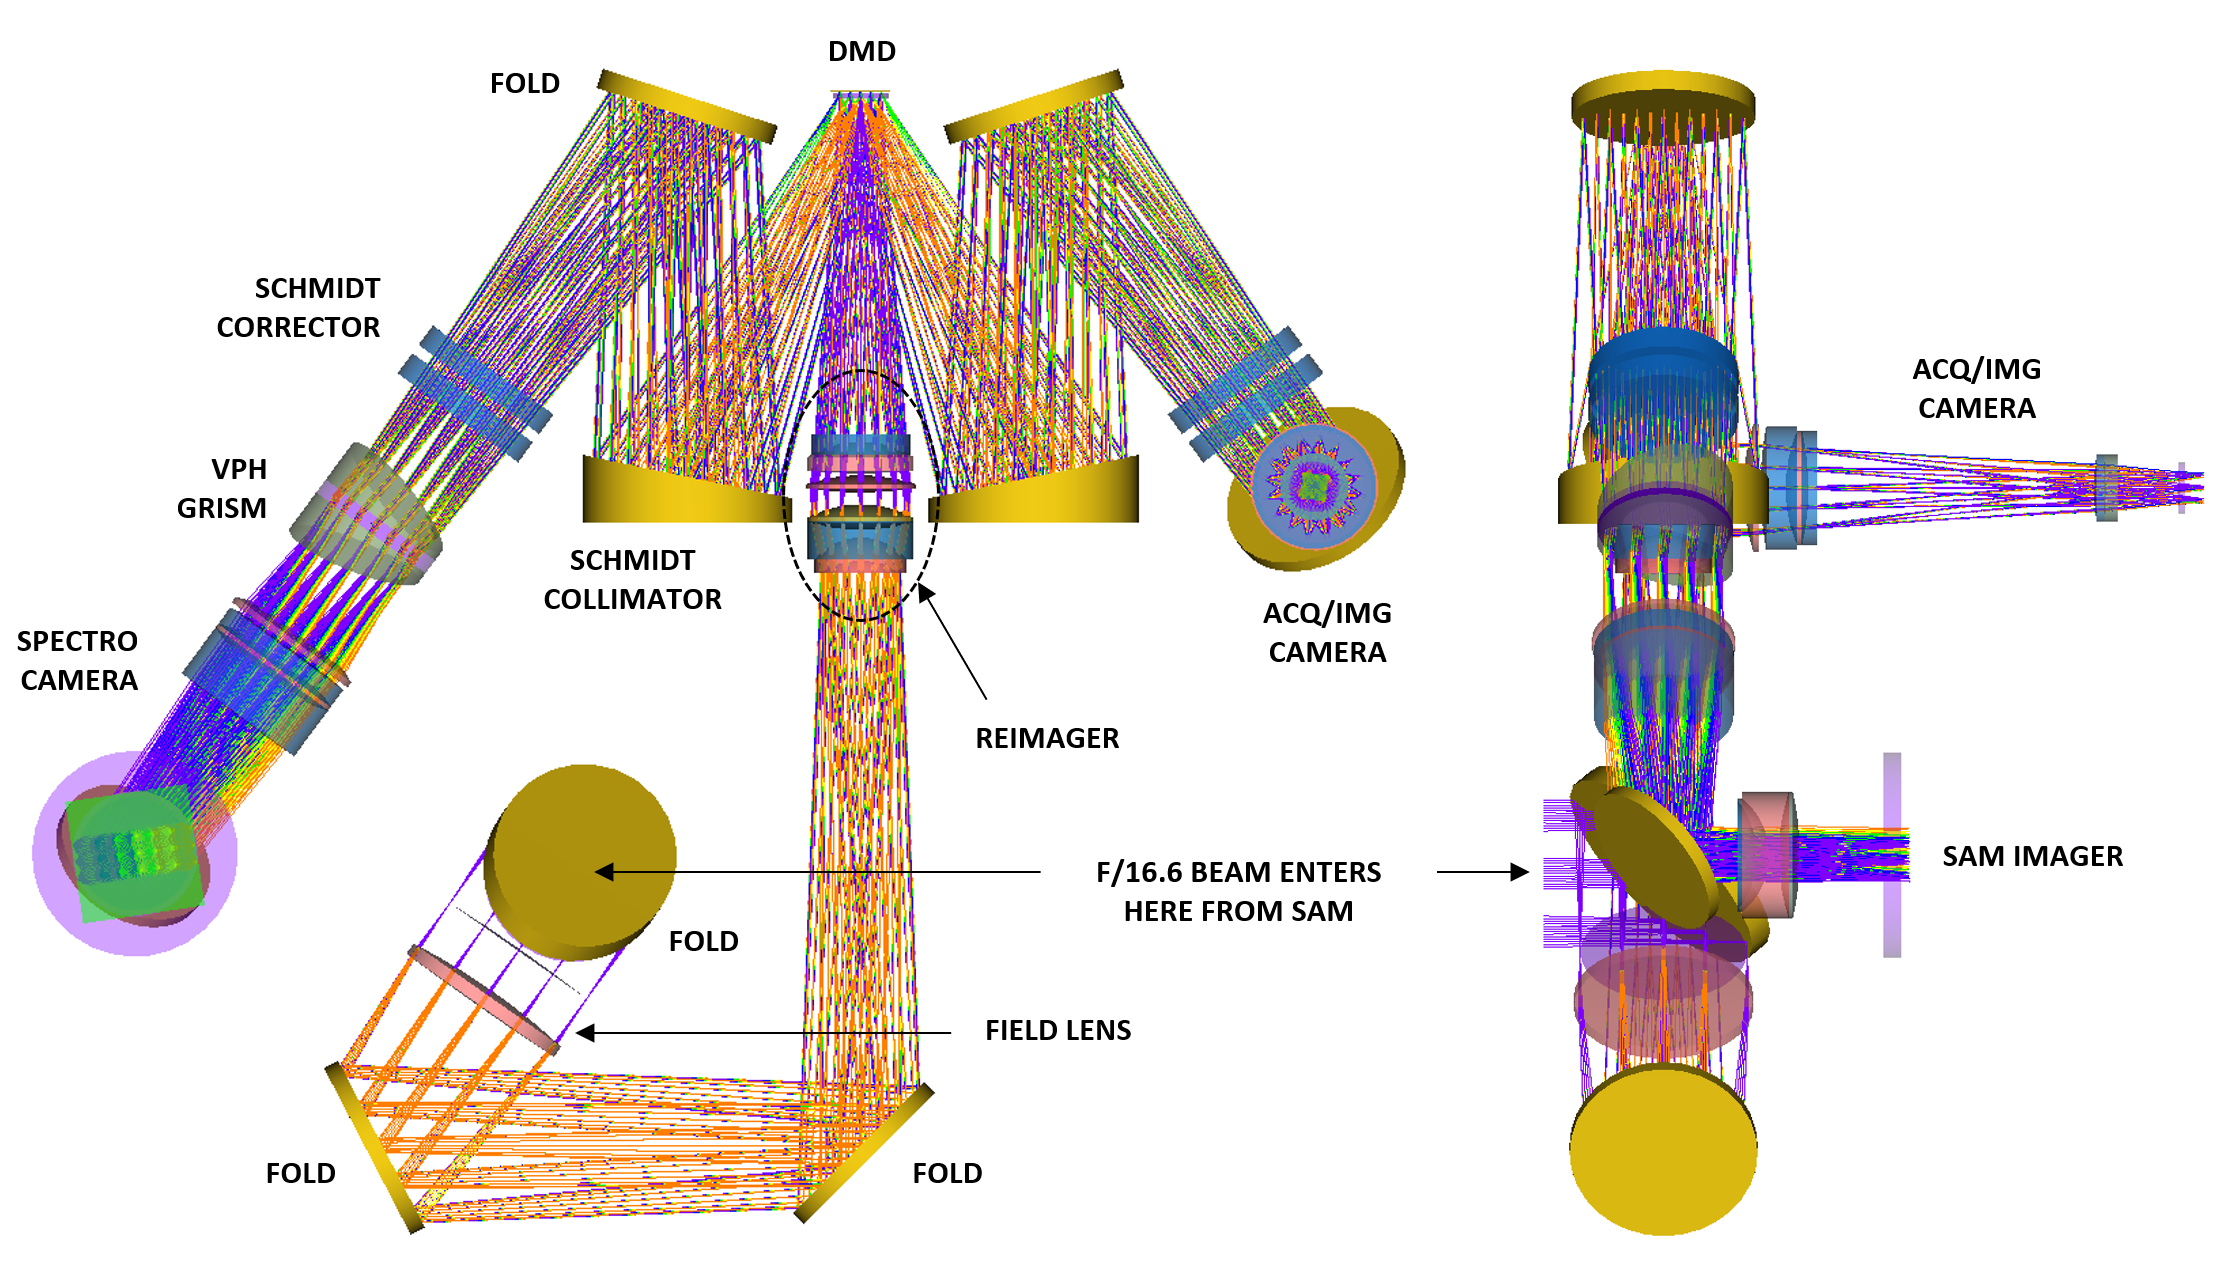 DMD
FOLD
SCHMIDT
CORRECTOR
ACQ/IMG
CAMERA
VPH
GRISM
SCHMIDT
COLLIMATOR
ACQ/IMG
CAMERA
SPECTRO
CAMERA
REIMAGER
F/16.6 BEAM ENTERS
HERE FROM SAM
SAM IMAGER
FOLD
FIELD LENS
FOLD
FOLD